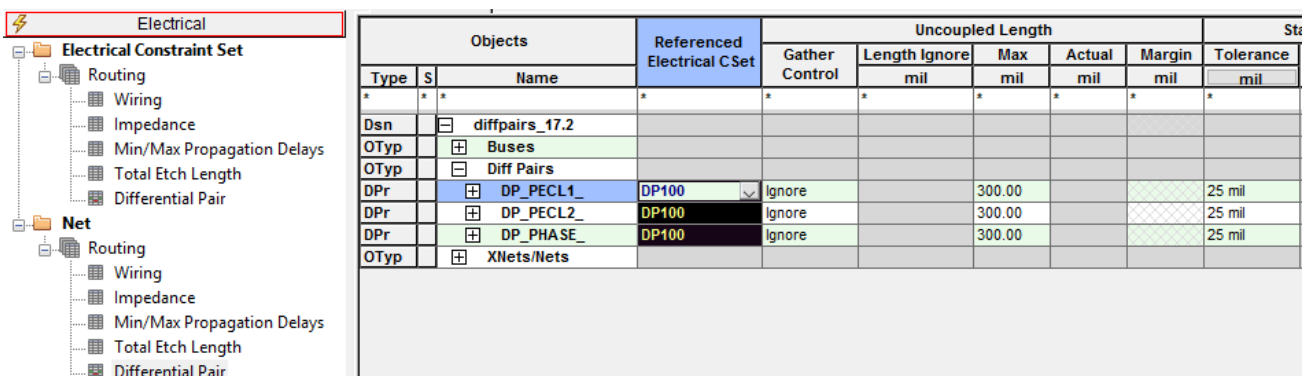 Electrical
Electrical Constraint Set
Routing
Wiring
Impedance
Min/Max Propagation Delays
Total Etch Length
Differential Pair
Net
Routing
Wiring
Impedance
Min/Max Propagation Delays
Total Etch Length
Differential Pair
Objects Referenced Electrical CSet Uncoupled Length Sta
Gather Control Length Ignore Max Actual Margin Tolerance
Type S Name mil mil mil mil mil
* * * * * * * * * *
Dsn diffpairs_17.2
OTyp Buses
OTyp Diff Pairs
DPr DP_PECL1_ DP100 Ignore 300.00 25 mil
DPr DP_PECL2_ DP100 Ignore 300.00 25 mil
DPr DP_PHASE_ DP100 Ignore 300.00 25 mil
OTyp XNets/Nets